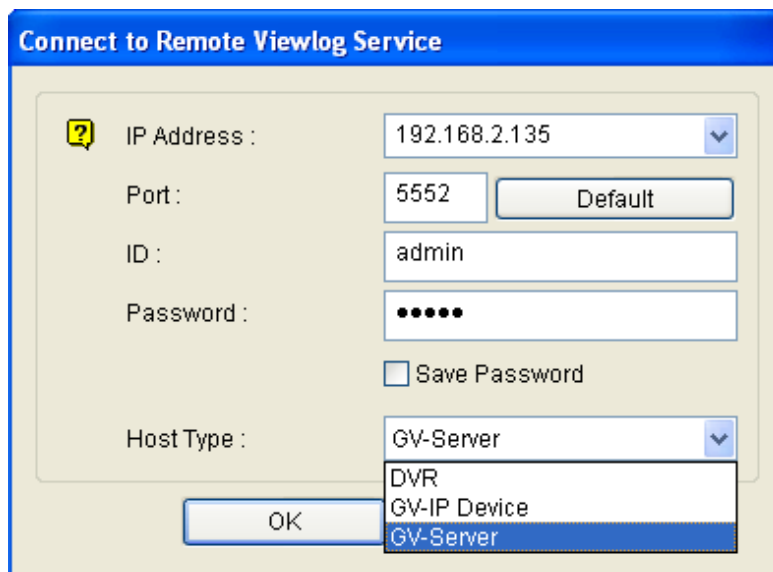 Connect to Remote Viewlog Service
?
IP Address : 192.168.2.135
Port : 5552 Default
ID : admin
Password : •••••
Save Password
Host Type : GV-Server
DVR
GV-IP Device
GV-Server
OK